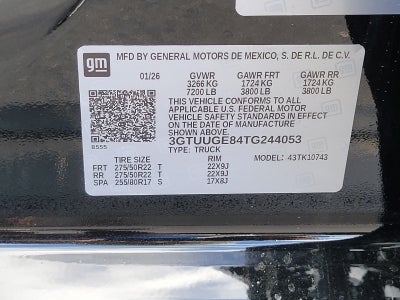 gm
MFD BY GENERAL MOTORS DE MEXICO, S. DE R.L. DE C.V.
01/26 GVWR GAWR FRT GAWR RR
3266 KG 1724 KG 1724 KG
7200 LB 3800 LB 3800 LB
THIS VEHICLE CONFORMS TO ALL
APPLICABLE U.S. FEDERAL MOTOR
VEHICLE SAFETY STANDARDS IN EFFECT ON
THE DATE OF MANUFACTURE SHOWN ABOVE.
8555 3GTUUGE84TG244053
TYPE: TRUCK MODEL: 43TK10743
TIRE SIZE RIM
FRT 275/50R22 T 22X9J
RR 275/50R22 T 22X9J
SPA 255/80R17 S 17X8J